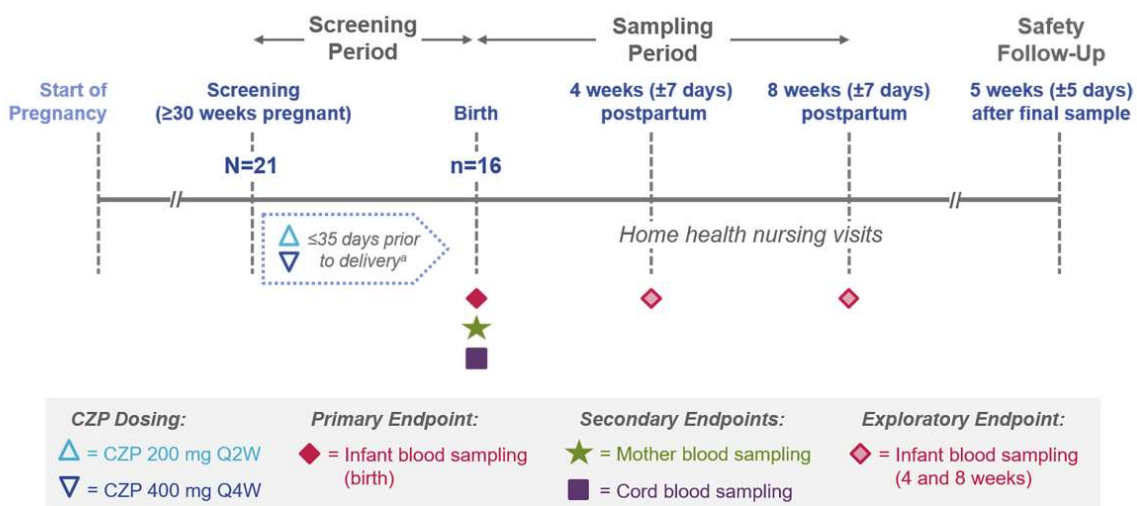 Screening
Period
Sampling
Period
Safety
Follow-Up
Start of
Pregnancy
Screening
(≥30 weeks pregnant)
Birth
4 weeks (±7 days)
postpartum
8 weeks (±7 days)
postpartum
5 weeks (±5 days)
after final sample
N=21
n=16
≤35 days prior
to deliveryᵃ
Home health nursing visits
CZP Dosing:
= CZP 200 mg Q2W
= CZP 400 mg Q4W
Primary Endpoint:
= Infant blood sampling
(birth)
Secondary Endpoints:
= Mother blood sampling
= Cord blood sampling
Exploratory Endpoint:
= Infant blood sampling
(4 and 8 weeks)